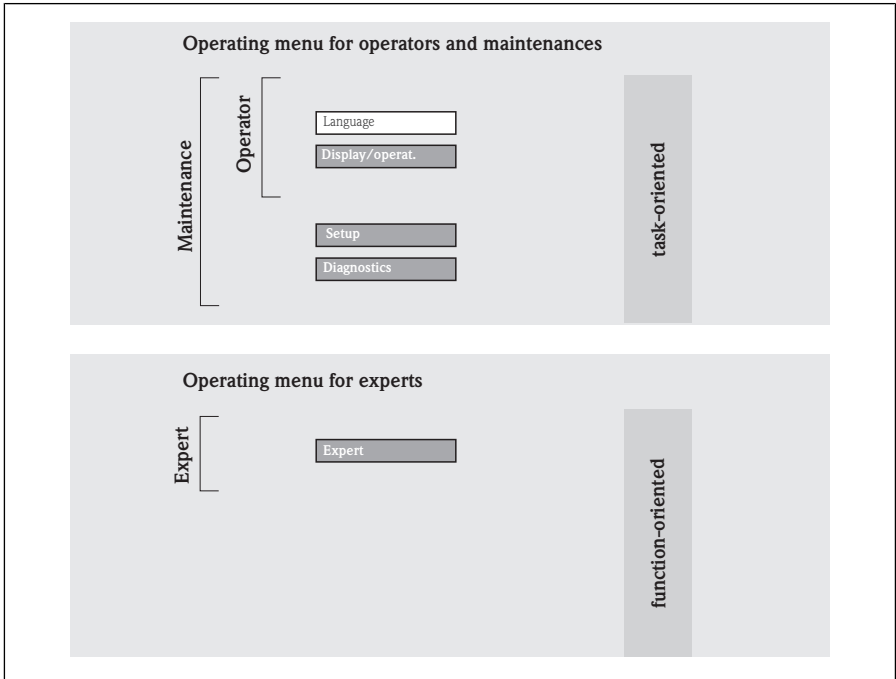 Operating menu for operators and maintenances
Maintenance
Operator
Language
Display/operat.
Setup
Diagnostics
task-oriented
Operating menu for experts
Expert
Expert
function-oriented